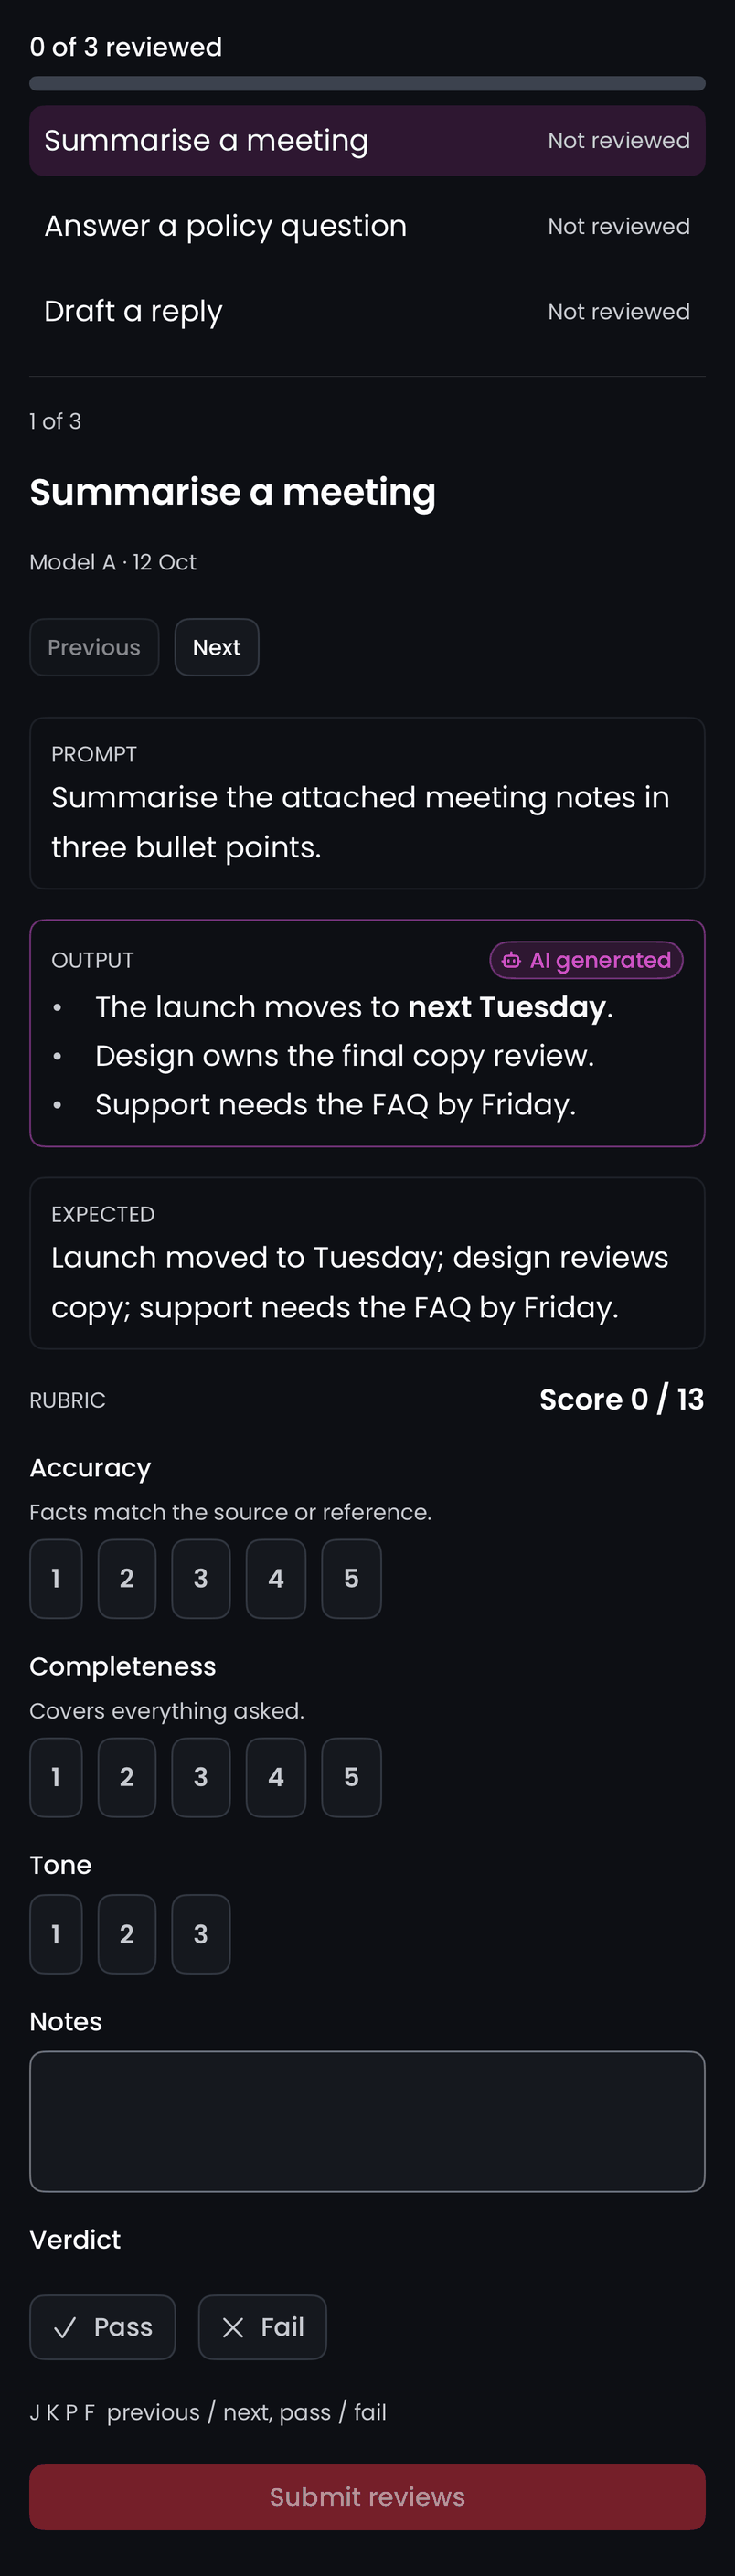 0 of 3 reviewed
Summarise a meeting Not reviewed
Answer a policy question Not reviewed
Draft a reply Not reviewed
1 of 3
Summarise a meeting
Model A · 12 Oct
Previous Next
PROMPT
Summarise the attached meeting notes in
three bullet points.
OUTPUT AI generated
• The launch moves to next Tuesday.
• Design owns the final copy review.
• Support needs the FAQ by Friday.
EXPECTED
Launch moved to Tuesday; design reviews
copy; support needs the FAQ by Friday.
RUBRIC Score 0 / 13
Accuracy
Facts match the source or reference.
1 2 3 4 5
Completeness
Covers everything asked.
1 2 3 4 5
Tone
1 2 3
Notes
Verdict
Pass Fail
J K P F previous / next, pass / fail
Submit reviews